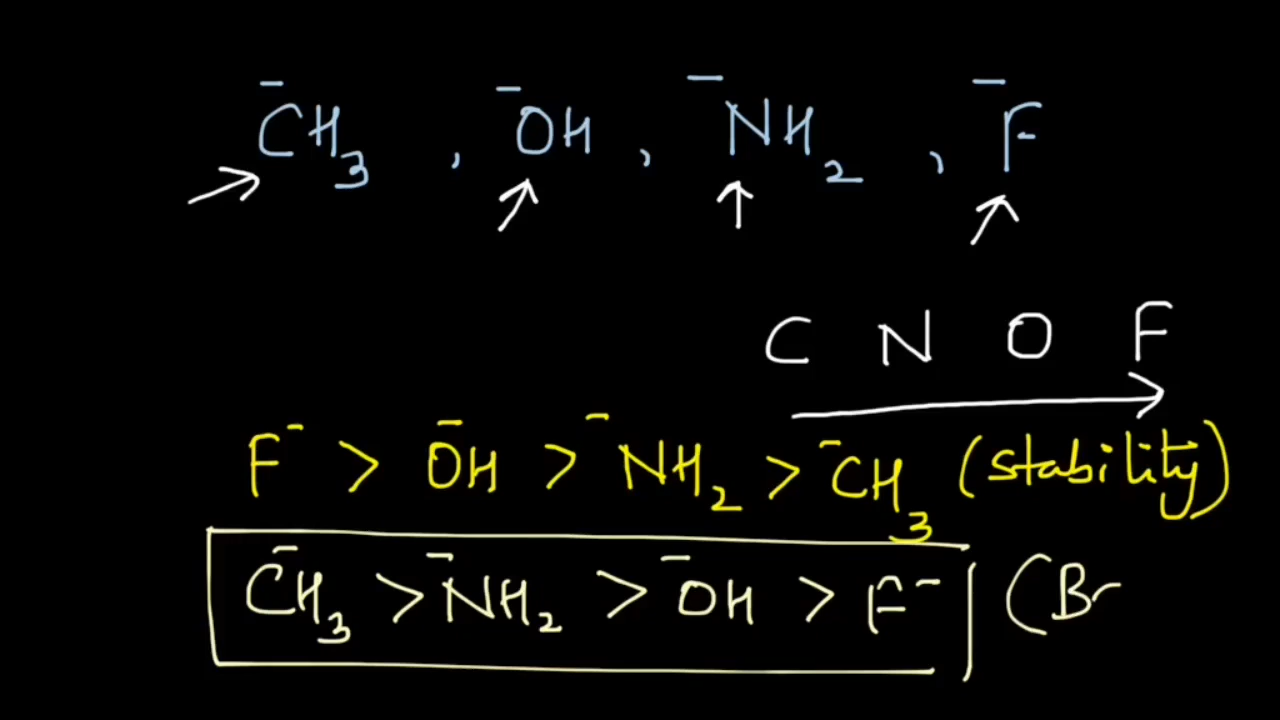 ⁻CH₃ , ⁻OH , ⁻NH₂ , ⁻F
C N O F
F⁻ > ⁻OH > ⁻NH₂ > ⁻CH₃ (stability)
⁻CH₃ > ⁻NH₂ > ⁻OH > F⁻ (B